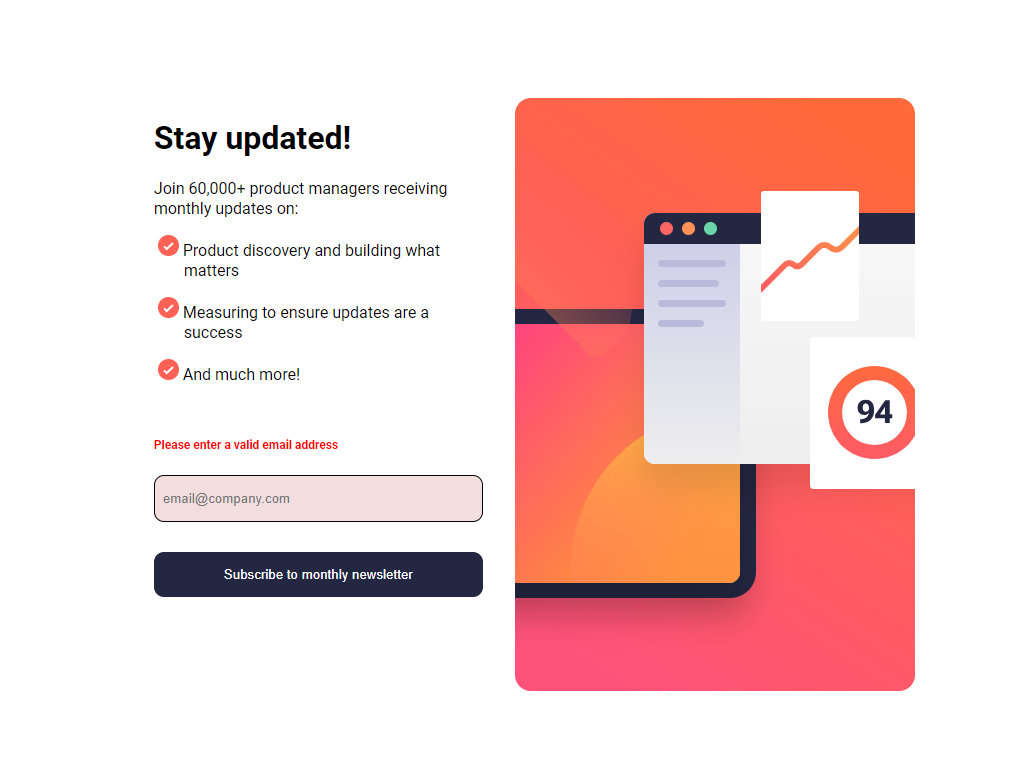 Stay updated!
Join 60,000+ product managers receiving
monthly updates on:
Product discovery and building what
matters
Measuring to ensure updates are a
success
And much more!
Please enter a valid email address
email@company.com
Subscribe to monthly newsletter
94